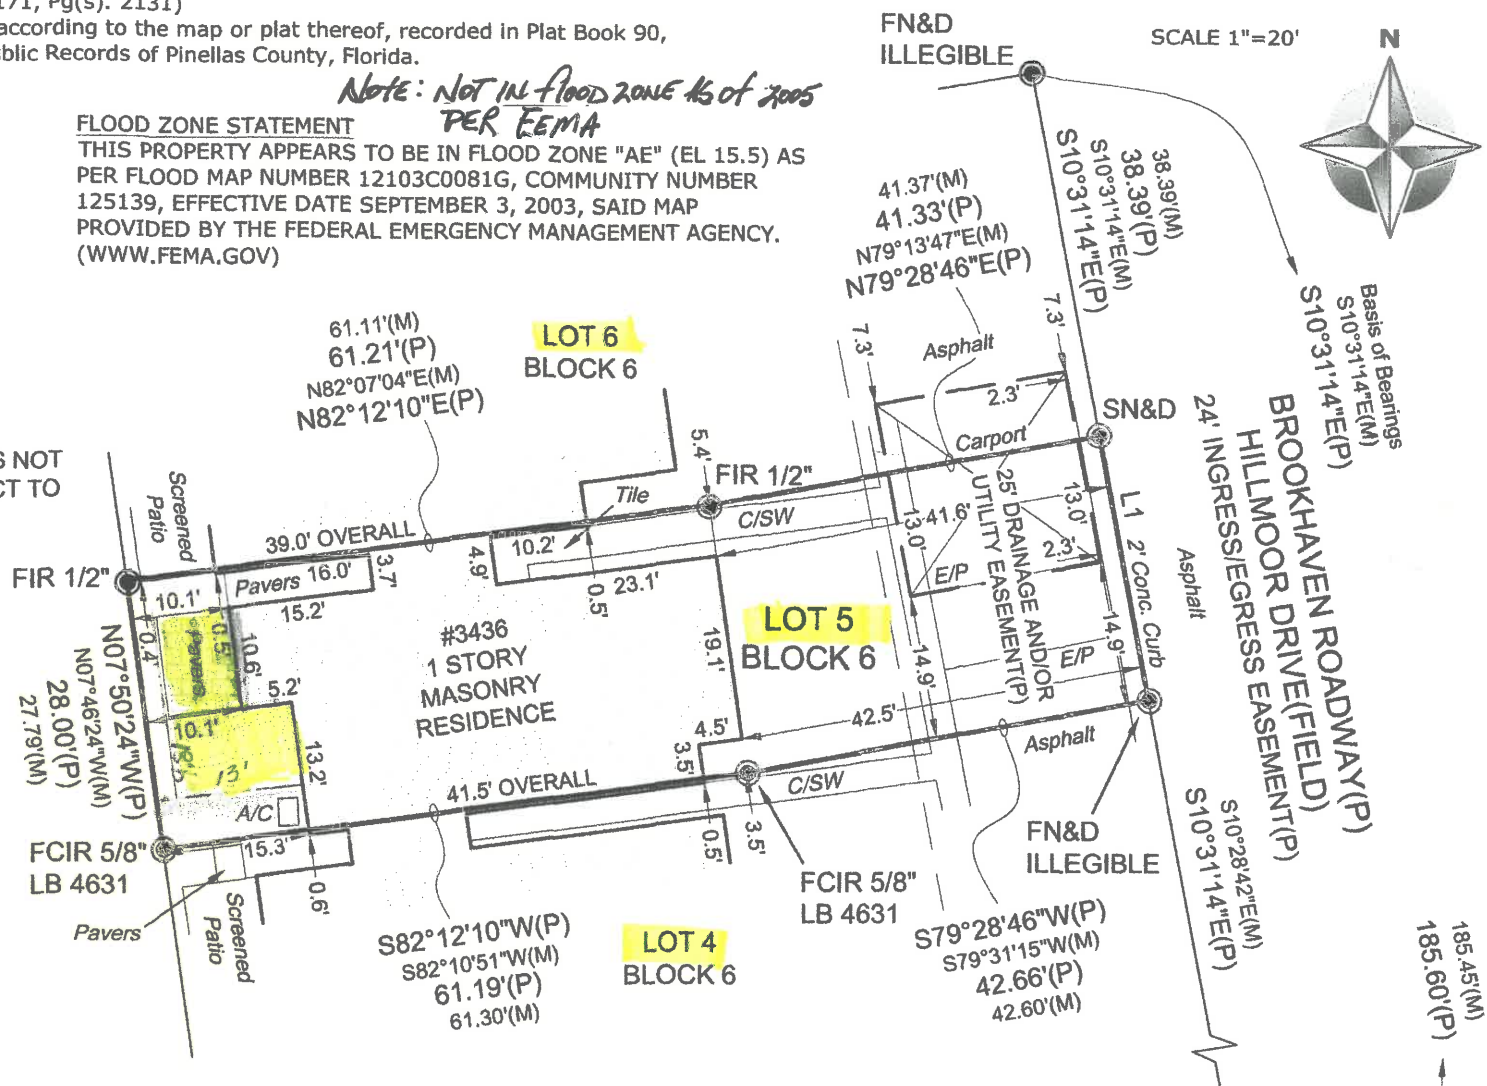 171, Pg(s). 2131)
according to the map or plat thereof, recorded in Plat Book 90,
blic Records of Pinellas County, Florida.
Note: NOT IN flood zone As of 2005
PER FEMA
FLOOD ZONE STATEMENT
THIS PROPERTY APPEARS TO BE IN FLOOD ZONE "AE" (EL 15.5) AS
PER FLOOD MAP NUMBER 12103C0081G, COMMUNITY NUMBER
125139, EFFECTIVE DATE SEPTEMBER 3, 2003, SAID MAP
PROVIDED BY THE FEDERAL EMERGENCY MANAGEMENT AGENCY.
(WWW.FEMA.GOV)
FN&D
ILLEGIBLE
SCALE 1"=20'
N
38.39'(M)
38.39'(P)
S10°31'14"E(M)
S10°31'14"E(P)
41.37'(M)
41.33'(P)
N79°13'47"E(M)
N79°28'46"E(P)
Basis of Bearings
S10°31'14"E(M)
S10°31'14"E(P)
61.11'(M)
61.21'(P)
N82°07'04"E(M)
N82°12'10"E(P)
LOT 6
BLOCK 6
7.3'
7.3'
Asphalt
2.3'
Carport
SN&D
BROOKHAVEN ROADWAY(P)
HILLMOOR DRIVE(FIELD)
24' INGRESS/EGRESS EASEMENT(P)
S NOT
CT TO
Screened
Patio
5.4'
FIR 1/2"
Tile
C/SW
39.0' OVERALL
10.2'
4.9'
23.1'
0.5'
FIR 1/2"
Pavers 16.0'
3.7'
15.2'
10.1'
0.4'
0.5'
10.6'
Pavers
5.2'
10.1'
13.2'
13'
A/C
15.3'
#3436
1 STORY
MASONRY
RESIDENCE
19.1'
LOT 5
BLOCK 6
41.6'
13.0'
13.0'
2.3'
E/P
25' DRAINAGE AND/OR
UTILITY EASEMENT(P)
L1
2' Conc. Curb
Asphalt
14.9'
14.9'
E/P
42.5'
4.5'
3.5'
41.5' OVERALL
C/SW
Asphalt
N07°50'24"W(P)
N07°46'24"W(M)
28.00'(P)
27.79'(M)
FCIR 5/8"
LB 4631
Pavers
Screened
Patio
0.6'
0.5'
3.5'
FCIR 5/8"
LB 4631
FN&D
ILLEGIBLE
S82°12'10"W(P)
S82°10'51"W(M)
61.19'(P)
61.30'(M)
LOT 4
BLOCK 6
S79°28'46"W(P)
S79°31'15"W(M)
42.66'(P)
42.60'(M)
S10°28'42"E(M)
S10°31'14"E(P)
185.45'(M)
185.60'(P)